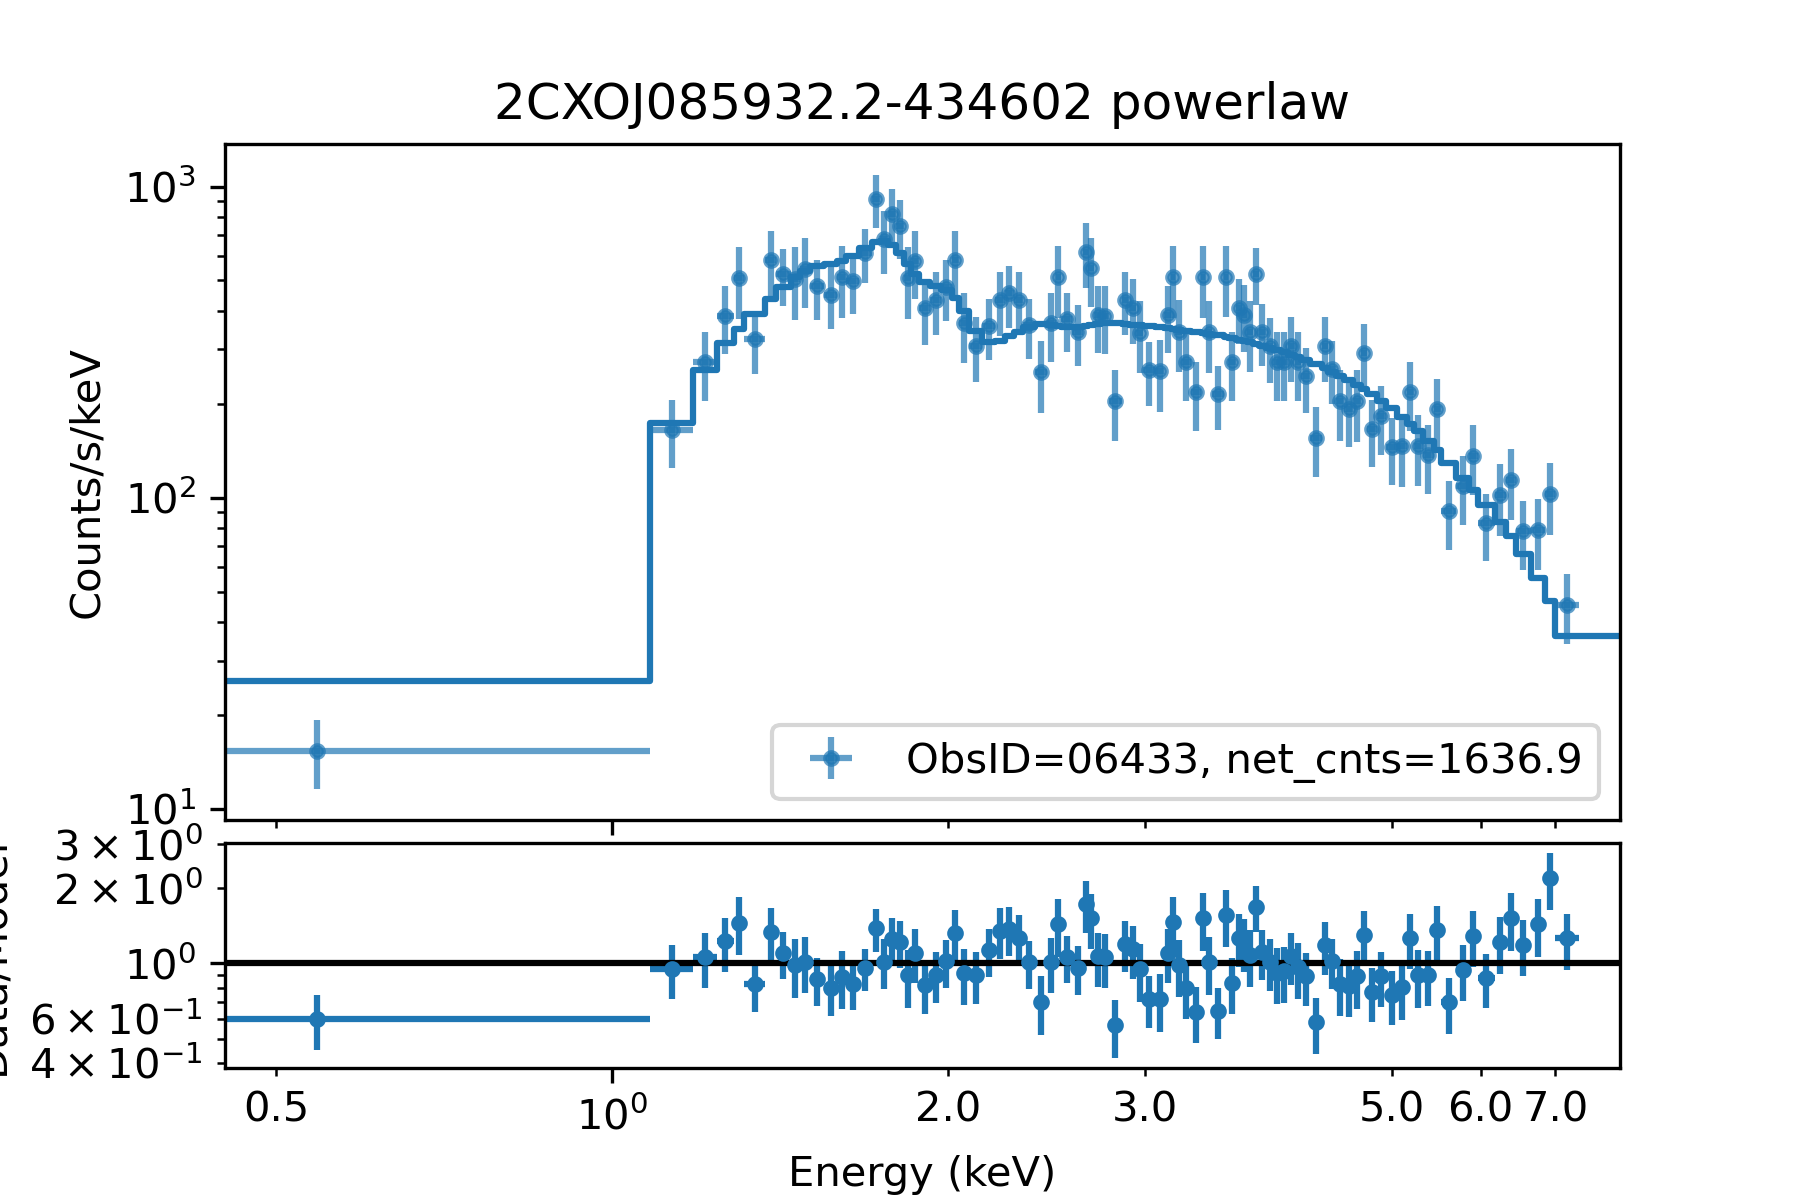 2CXOJ085932.2-434602 powerlaw
10³
10²
10¹
Counts/s/keV
ObsID=06433, net_cnts=1636.9
3 × 10⁰
2 × 10⁰
10⁰
6 × 10⁻¹
4 × 10⁻¹
Data/Model
0.5 10⁰ 2.0 3.0 5.0 6.0 7.0
Energy (keV)